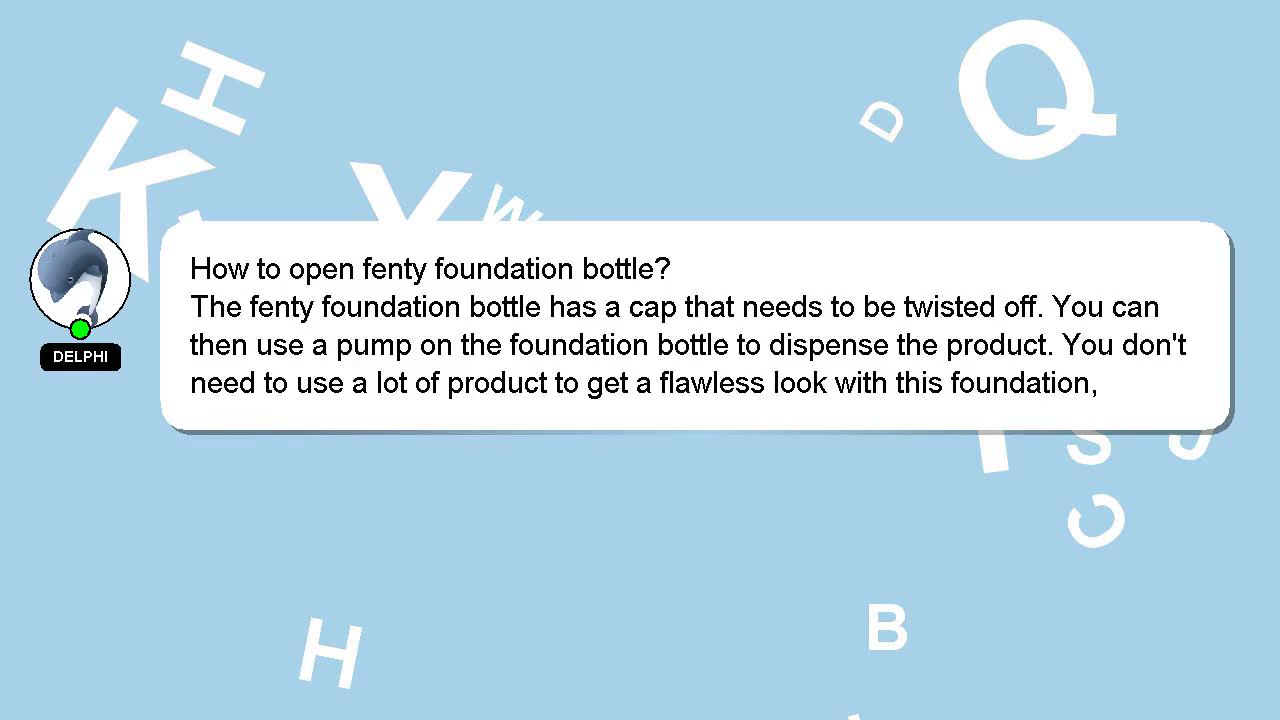 H
K
Q
D
Y
W
How to open fenty foundation bottle?
The fenty foundation bottle has a cap that needs to be twisted off. You can
then use a pump on the foundation bottle to dispense the product. You don't
need to use a lot of product to get a flawless look with this foundation,
DELPHI
S
J
C
B
H